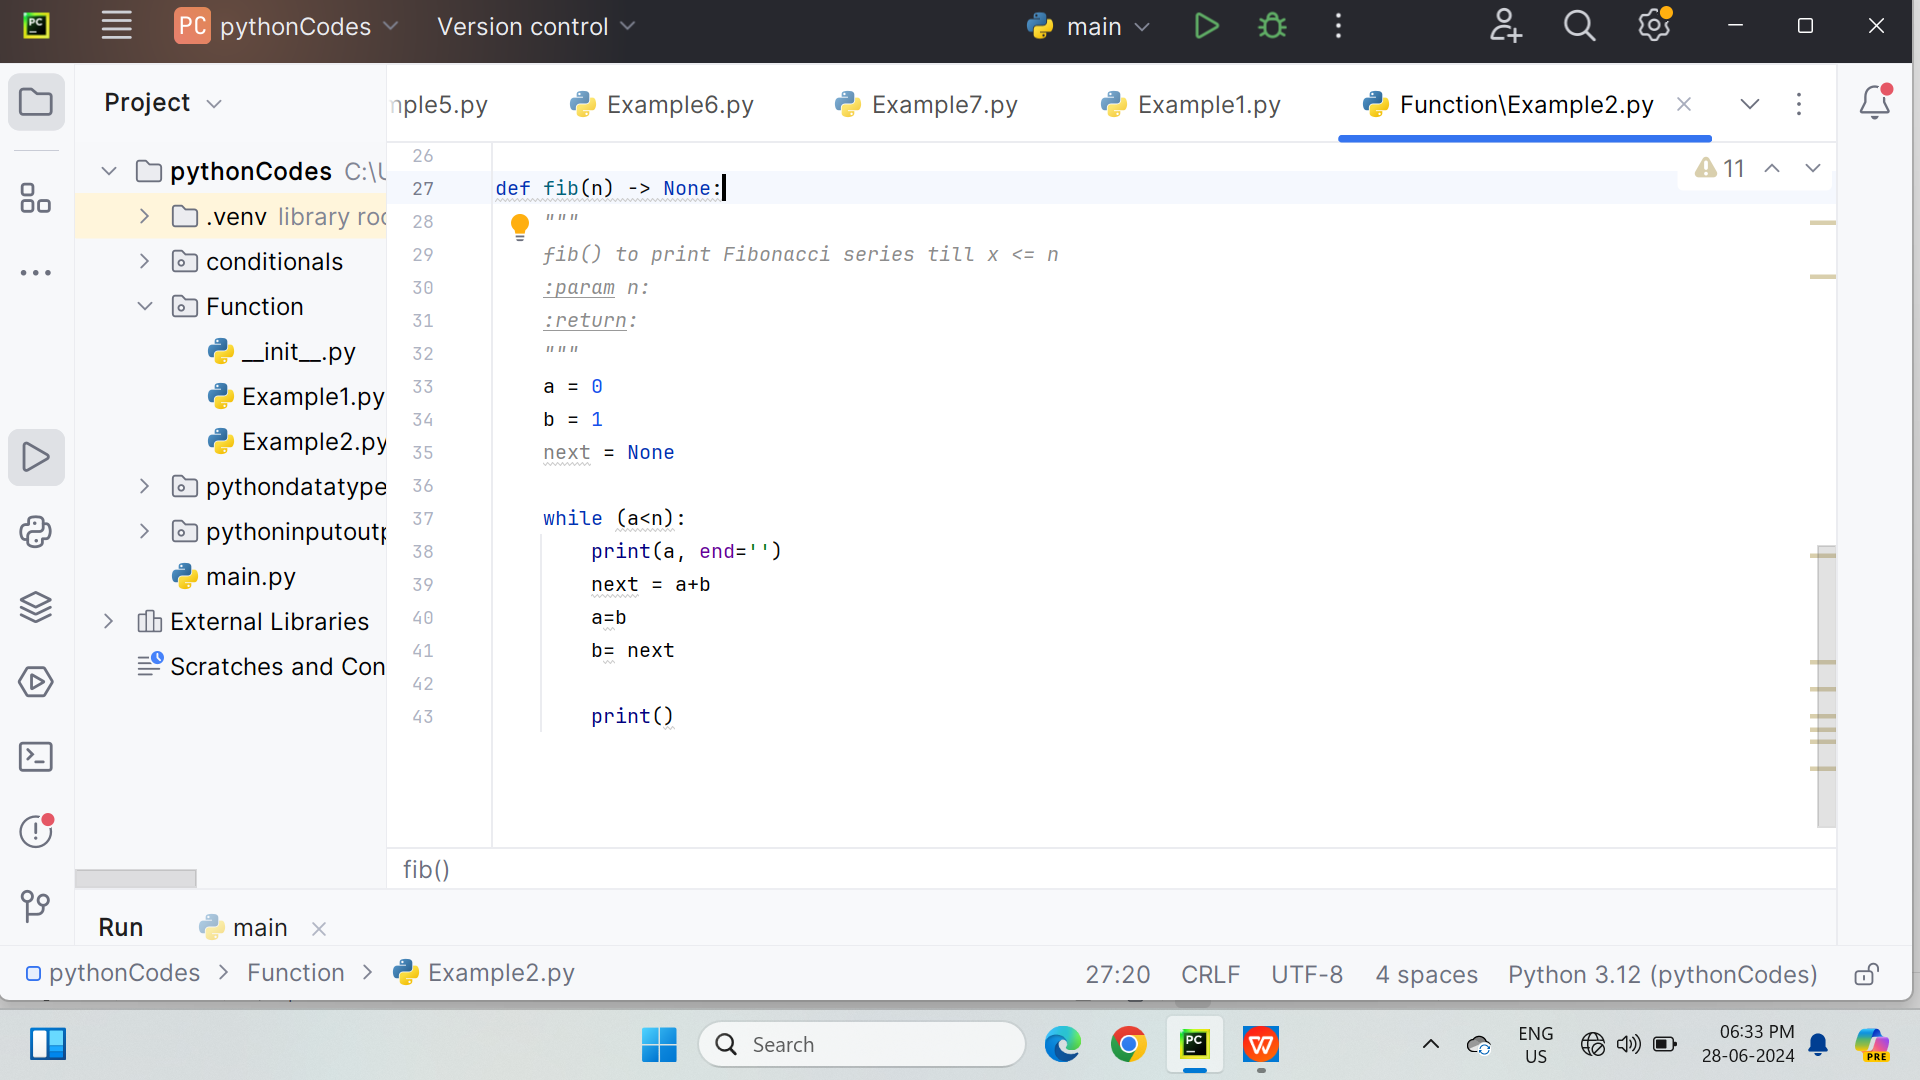 PC
PC pythonCodes
Version control
main
Project
mple5.py
Example6.py
Example7.py
Example1.py
Function\Example2.py
pythonCodes C:\U
.venv library roo
conditionals
Function
__init__.py
Example1.py
Example2.py
pythondatatype
pythoninputoutp
main.py
External Libraries
Scratches and Con
11
26
27 def fib(n) -> None:
28 """
29 fib() to print Fibonacci series till x <= n
30 :param n:
31 :return:
32 """
33 a = 0
34 b = 1
35 next = None
36
37 while (a<n):
38 print(a, end='')
39 next = a+b
40 a=b
41 b= next
42
43 print()
fib()
Run
main
pythonCodes > Function > Example2.py
27:20 CRLF UTF-8 4 spaces Python 3.12 (pythonCodes)
Search
PC
W
ENG
US
06:33 PM
28-06-2024
PRE